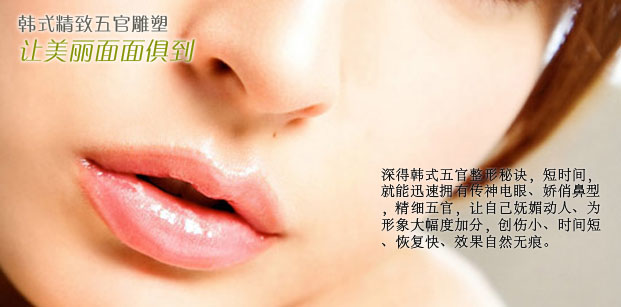 韩式精致五官雕塑
让美丽面面俱到
深得韩式五官整形秘诀，短时间，
就能迅速拥有传神电眼、娇俏鼻型
，精细五官，让自己妩媚动人、为
形象大幅度加分，创伤小、时间短
、恢复快、效果自然无痕。